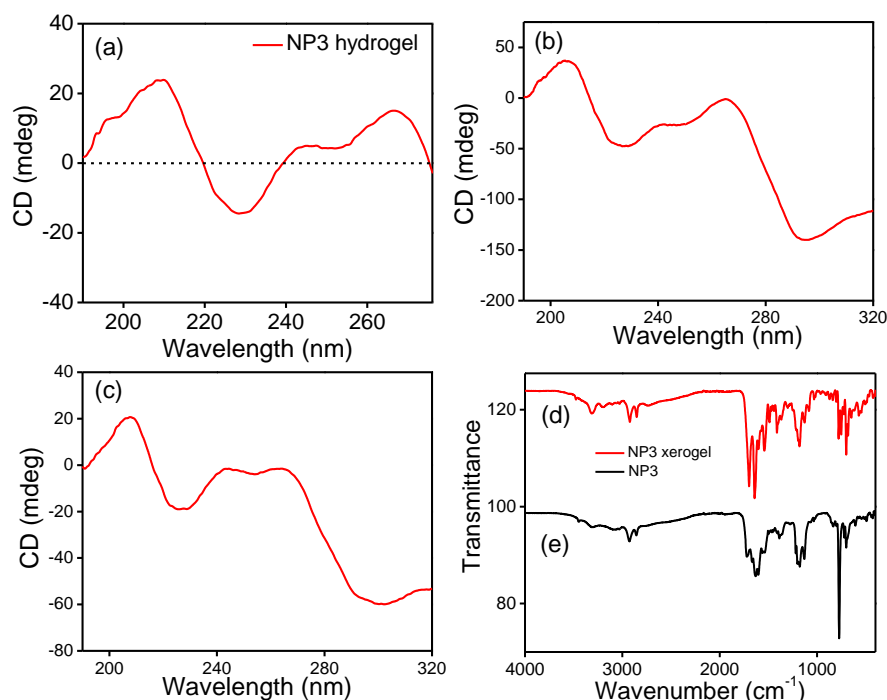 (a)
NP3 hydrogel
CD (mdeg)
40
20
0
-20
-40
200
220
240
260
Wavelength (nm)
(b)
CD (mdeg)
100
50
0
-50
-100
-150
-200
200
240
280
320
Wavelength (nm)
(c)
CD (mdeg)
40
20
0
-20
-40
-60
-80
200
240
280
320
Wavelength (nm)
(d)
NP3 xerogel
NP3
(e)
Transmittance
120
100
80
4000
3000
2000
1000
Wavenumber (cm⁻¹)